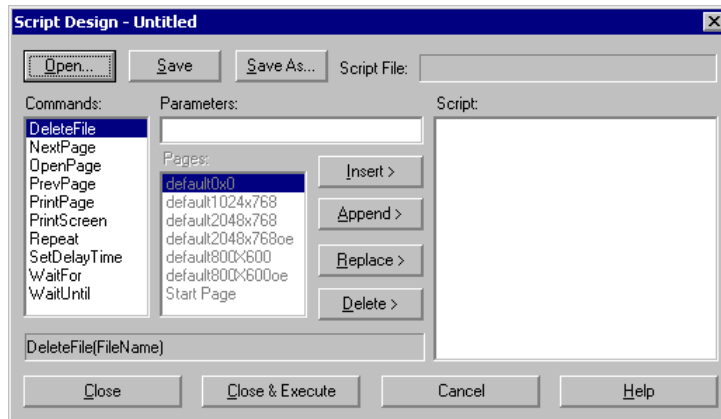 Script Design - Untitled
Open...
Save
Save As...
Script File:
Commands:
Parameters:
Script:
DeleteFile
NextPage
OpenPage
PrevPage
PrintPage
PrintScreen
Repeat
SetDelayTime
WaitFor
WaitUntil
Pages:
default0x0
default1024x768
default2048x768
default2048x768oe
default800X600
default800X600oe
Start Page
Insert >
Append >
Replace >
Delete >
DeleteFile(FileName)
Close
Close & Execute
Cancel
Help